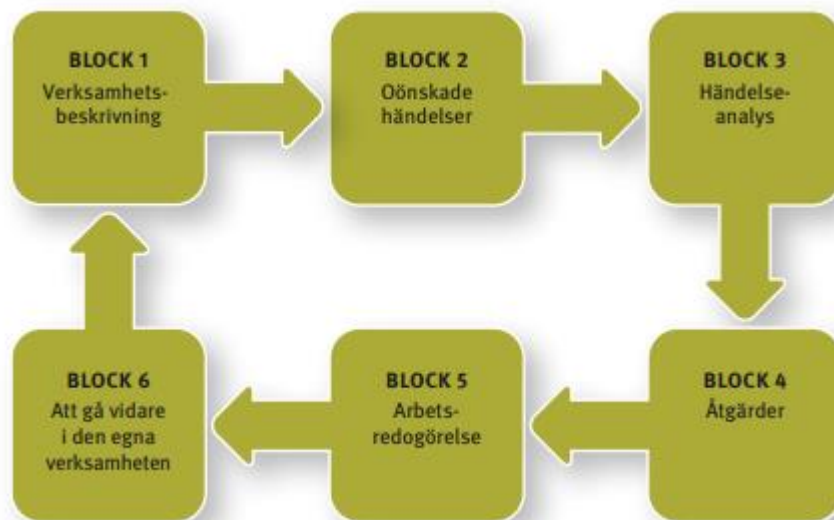 BLOCK 1
Verksamhets-
beskrivning
BLOCK 2
Oönskade
händelser
BLOCK 3
Händelse-
analys
BLOCK 4
Åtgärder
BLOCK 5
Arbets-
redogörelse
BLOCK 6
Att gå vidare
i den egna
verksamheten